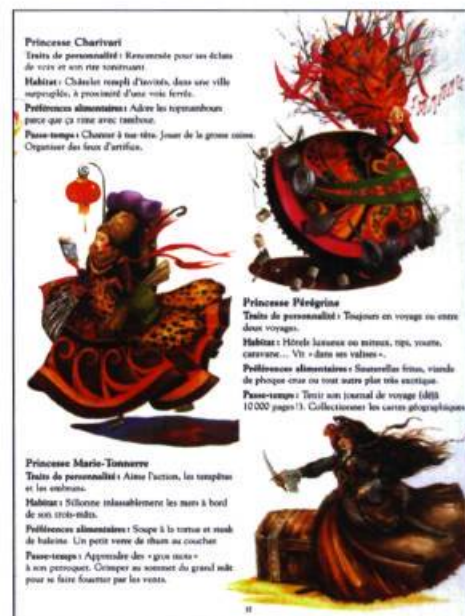 Princesse Charivari
Traits de personnalité : Renommée pour ses éclats
de voix et son rire tonitruant.
Habitat : Châtelet rempli d'invités, dans une ville
surpeuplée, à proximité d'une voie ferrée.
Préférences alimentaires : Adore les topinambours
parce que ça rime avec tambour.
Passe-temps : Chanter à tue-tête. Jouer de la grosse caisse.
Organiser des feux d'artifice.
Princesse Pérégrine
Traits de personnalité : Toujours en voyage ou entre
deux voyages.
Habitat : Hôtels luxueux ou miteux, tipi, yourte,
caravane... Vit « dans ses valises ».
Préférences alimentaires : Sauterelles frites, viande
de phoque crue ou tout autre plat très exotique.
Passe-temps : Tenir son journal de voyage (déjà
10 000 pages !). Collectionner les cartes géographiques
Princesse Marie-Tonnerre
Traits de personnalité : Aime l'action, les tempêtes
et les embruns.
Habitat : Sillonne inlassablement les mers à bord
de son trois-mâts.
Préférences alimentaires : Soupe à la tortue et steak
de baleine. Un petit verre de rhum au coucher
Passe-temps : Apprendre des « gros mots »
à son perroquet. Grimper au sommet du grand mât
pour se faire fouetter par les vents.